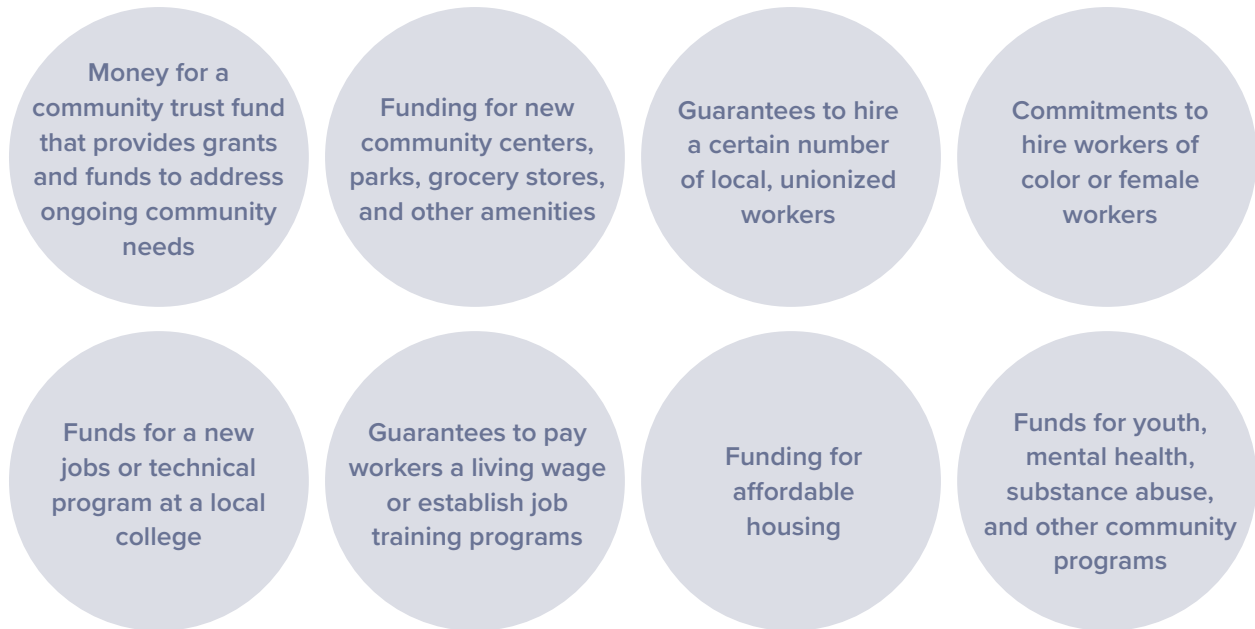 Money for a
community trust fund
that provides grants
and funds to address
ongoing community
needs
Funding for new
community centers,
parks, grocery stores,
and other amenities
Guarantees to hire
a certain number
of local, unionized
workers
Commitments to
hire workers of
color or female
workers
Funds for a new
jobs or technical
program at a local
college
Guarantees to pay
workers a living wage
or establish job
training programs
Funding for
affordable
housing
Funds for youth,
mental health,
substance abuse,
and other community
programs